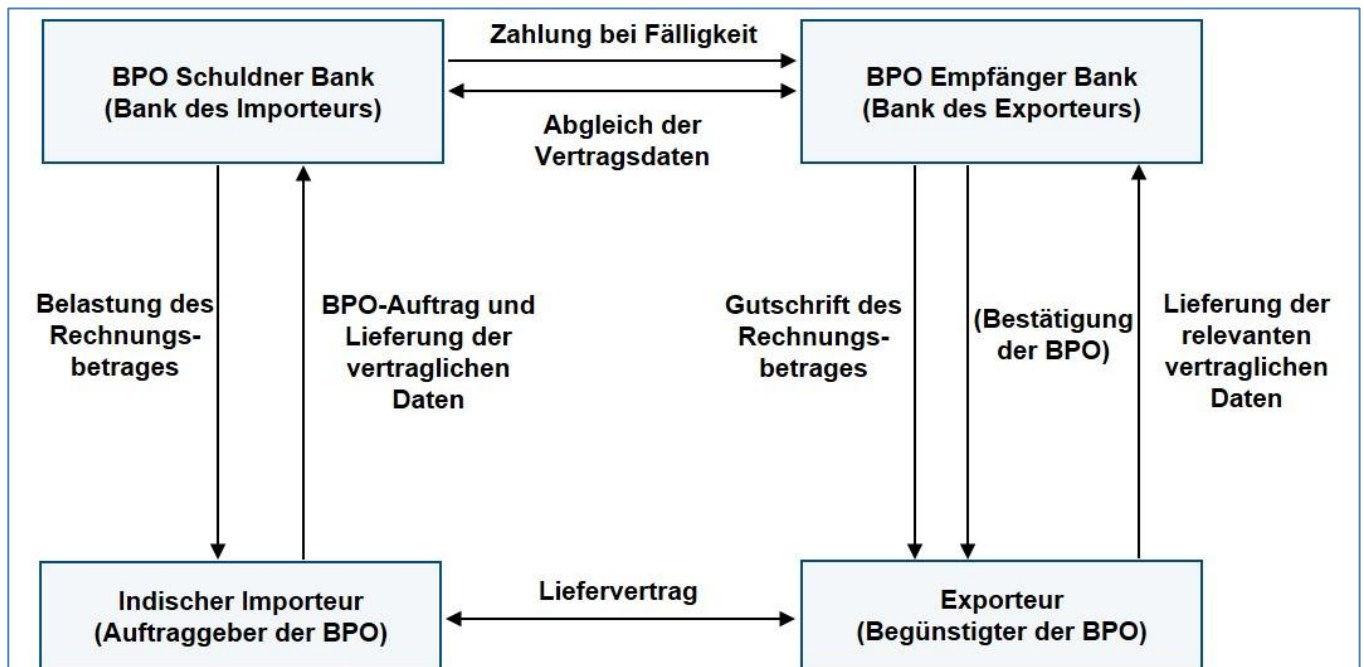 Zahlung bei Fälligkeit
BPO Schuldner Bank
(Bank des Importeurs)
BPO Empfänger Bank
(Bank des Exporteurs)
Abgleich der
Vertragsdaten
Belastung des
Rechnungs-
betrages
BPO-Auftrag und
Lieferung der
vertraglichen
Daten
Gutschrift des
Rechnungs-
betrages
(Bestätigung
der BPO)
Lieferung der
relevanten
vertraglichen
Daten
Indischer Importeur
(Auftraggeber der BPO)
Liefervertrag
Exporteur
(Begünstigter der BPO)